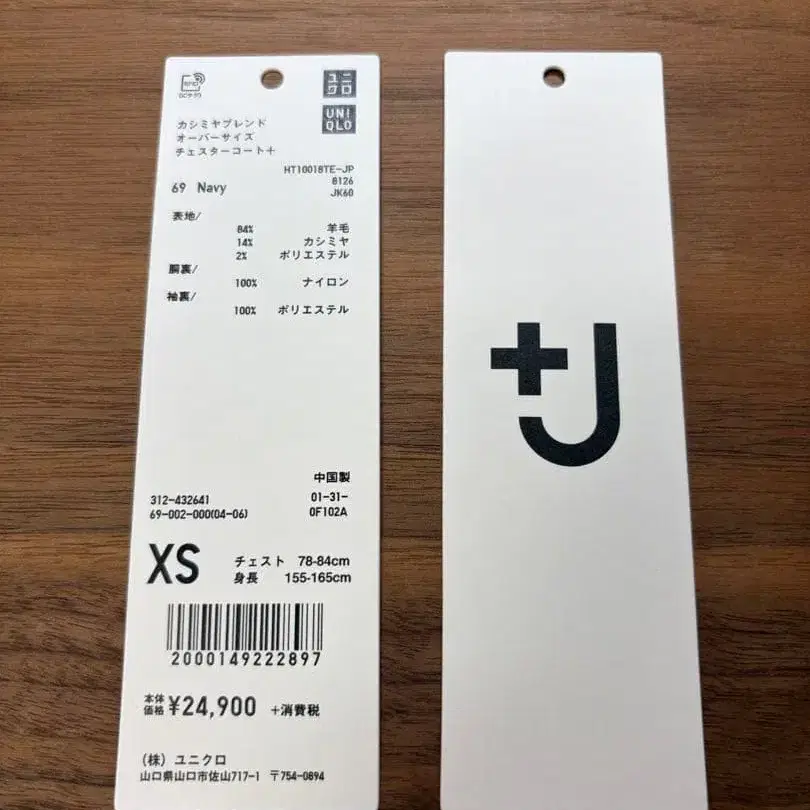 RFID
ユニ
クロ
UNI
QLO
カシミヤブレンド
オーバーサイズ
チェスターコート+
HT10018TE-JP
69 Navy
8126
JK60
表地/
84% 羊毛
14% カシミヤ
2% ポリエステル
胴裏/
100% ナイロン
袖裏/
100% ポリエステル
中国製
312-432641 01-31-
69-002-000(04-06) 0F102A
XS
チェスト 78-84cm
身長 155-165cm
2000149222897
本体
価格 ¥24,900 +消費税
(株) ユニクロ
山口県山口市佐山717-1 〒754-0894
+J